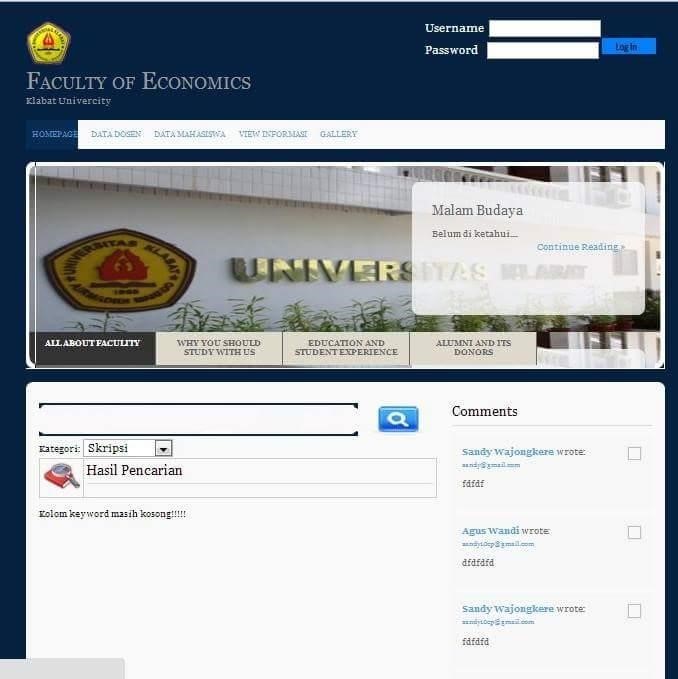 Username
Password
Log In
FACULTY OF ECONOMICS
Klabat Univercity
HOMEPAGE DATA DOSEN DATA MAHASISWA VIEW INFORMASI GALLERY
UNIVERSITAS KLABAT
UNIVERSITAS KLABAT
Malam Budaya
Belum di ketahui....
Continue Reading »
ALL ABOUT FACULITY
WHY YOU SHOULD
STUDY WITH US
EDUCATION AND
STUDENT EXPERIENCE
ALUMNI AND ITS
DONORS
Kategori: Skripsi
Hasil Pencarian
Kolom keyword masih kosong!!!!!
Comments
Sandy Wajongkere wrote:
sandy@gmail.com
fdfdf
Agus Wandi wrote:
sandy10cp@gmail.com
dfdfdfd
Sandy Wajongkere wrote:
sandy10cp@gmail.com
fdfdfd